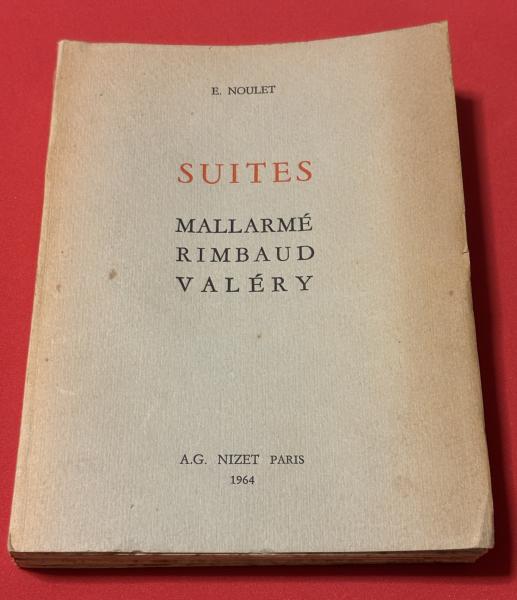 E. NOULET
SUITES
MALLARMÉ
RIMBAUD
VALÉRY
A.G. NIZET PARIS
1964